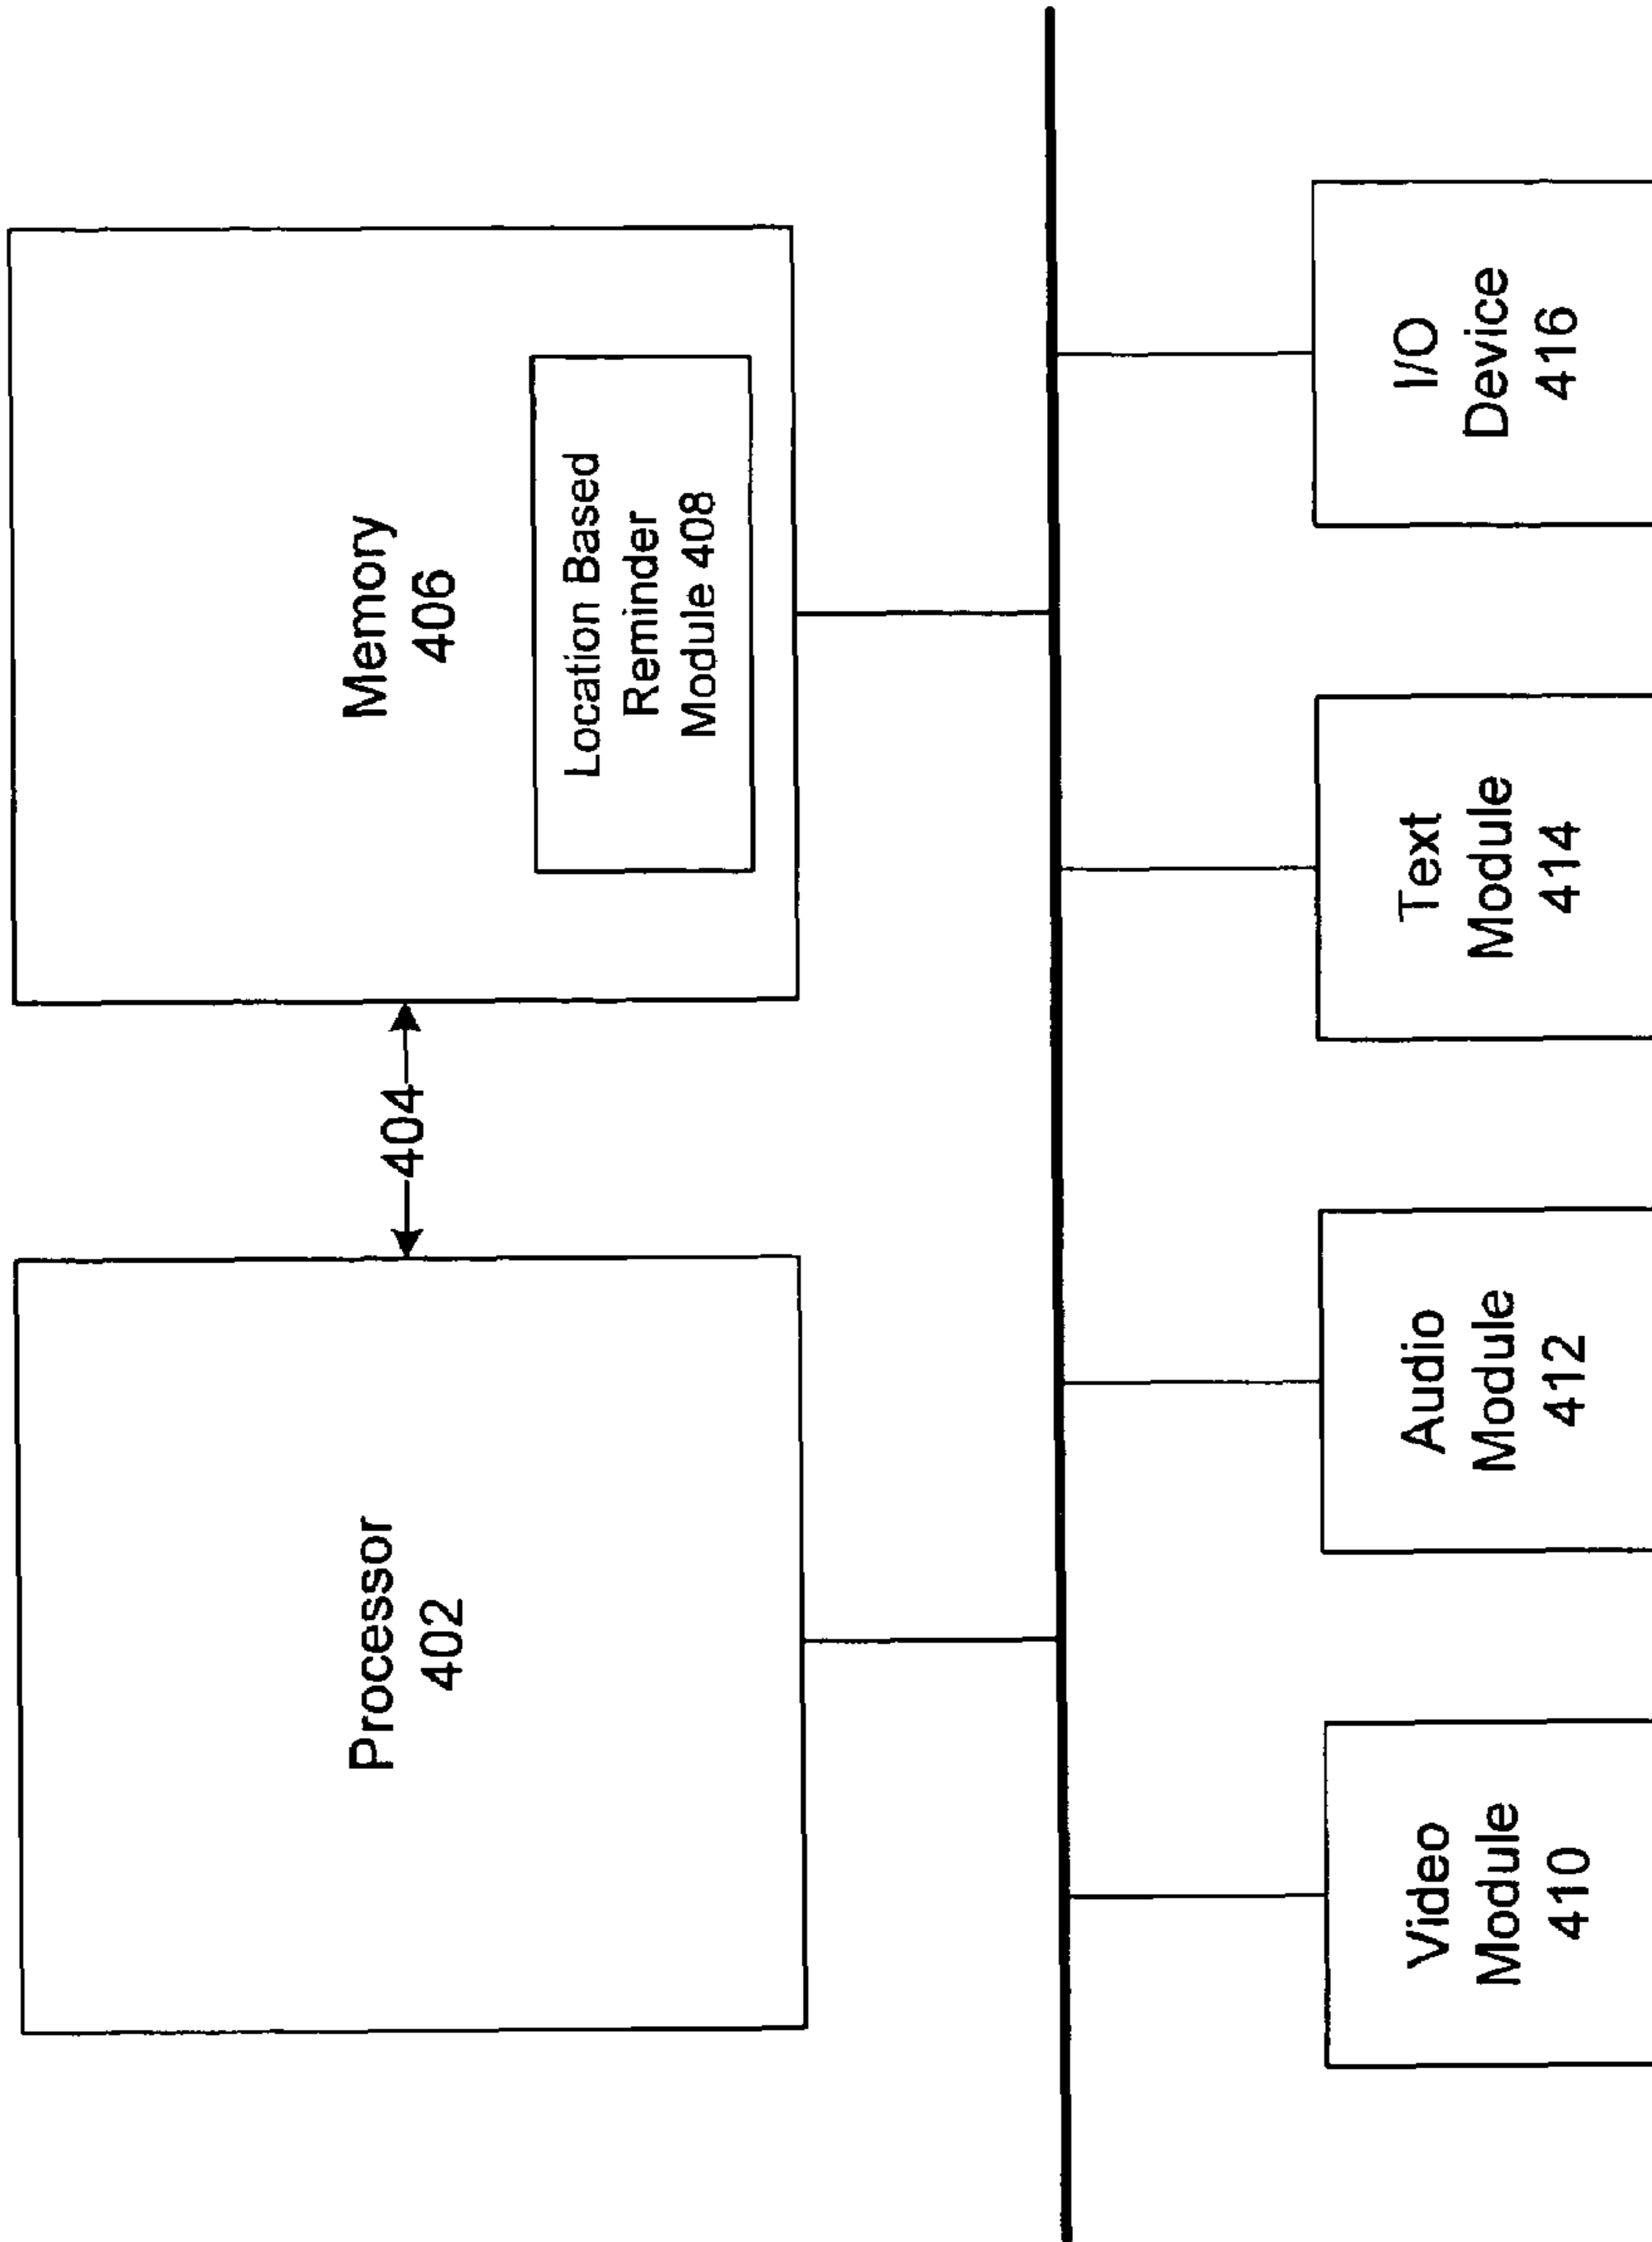 Processor
402
404
Memory
406
Location Based
Reminder
Module 408
Video
Module
410
Audio
Module
412
Text
Module
414
I/O
Device
416